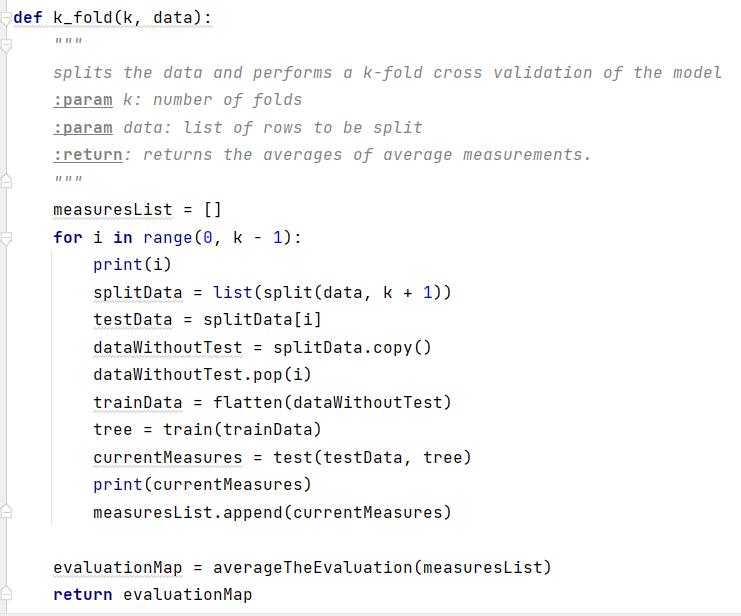 def k_fold(k, data):
    """
    splits the data and performs a k-fold cross validation of the model
    :param k: number of folds
    :param data: list of rows to be split
    :return: returns the averages of average measurements.
    """
    measuresList = []
    for i in range(0, k - 1):
        print(i)
        splitData = list(split(data, k + 1))
        testData = splitData[i]
        dataWithoutTest = splitData.copy()
        dataWithoutTest.pop(i)
        trainData = flatten(dataWithoutTest)
        tree = train(trainData)
        currentMeasures = test(testData, tree)
        print(currentMeasures)
        measuresList.append(currentMeasures)

    evaluationMap = averageTheEvaluation(measuresList)
    return evaluationMap